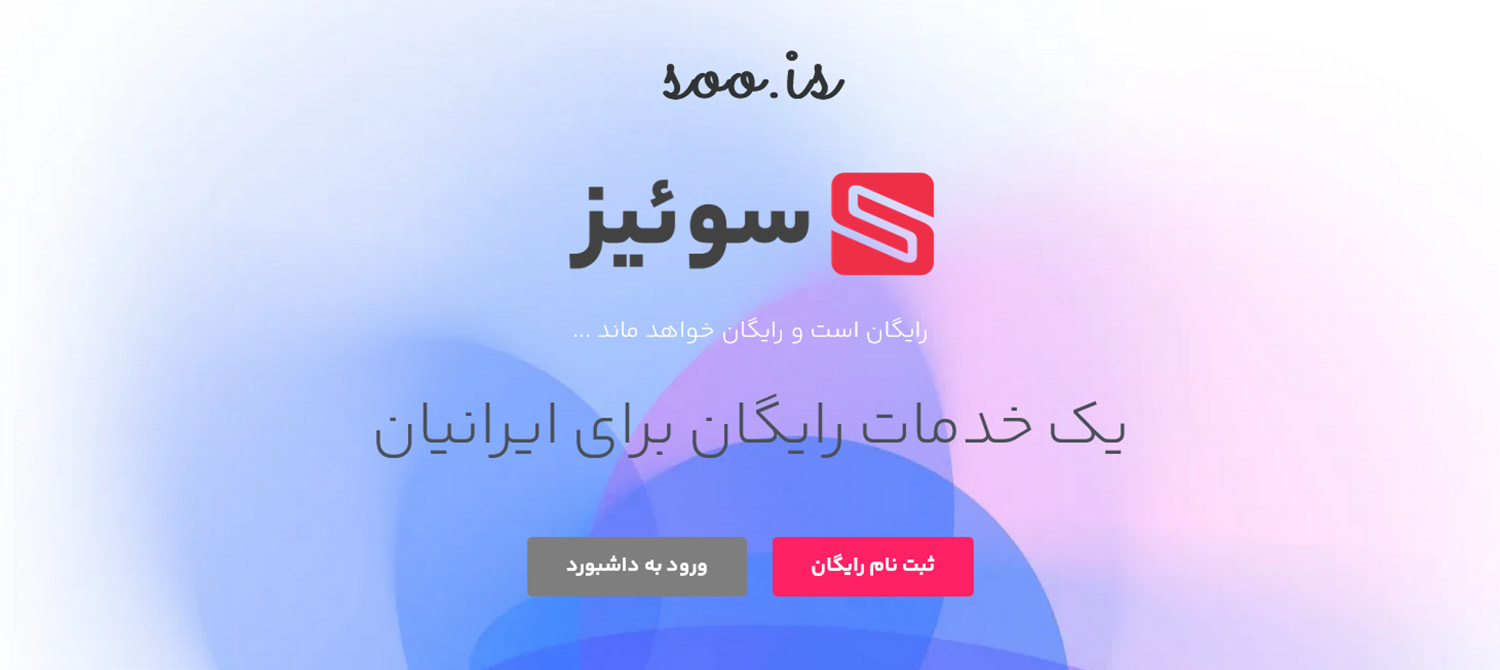 soo.is
سوئیز
رایگان است و رایگان خواهد ماند ...
یک خدمات رایگان برای ایرانیان
ثبت نام رایگان
ورود به داشبورد